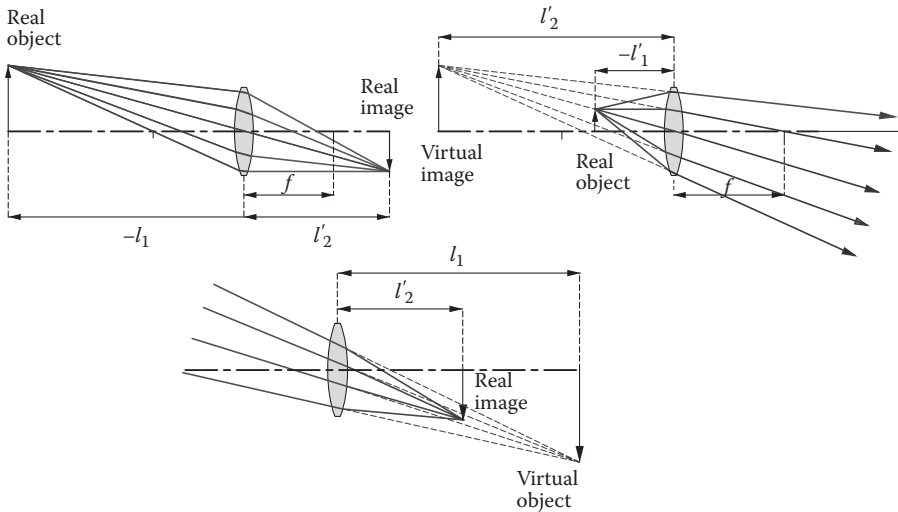 Real
object
Real
image
f
–l₁
l′₂
l′₂
–l′₁
Virtual
image
Real
object
f
l₁
l′₂
Real
image
Virtual
object